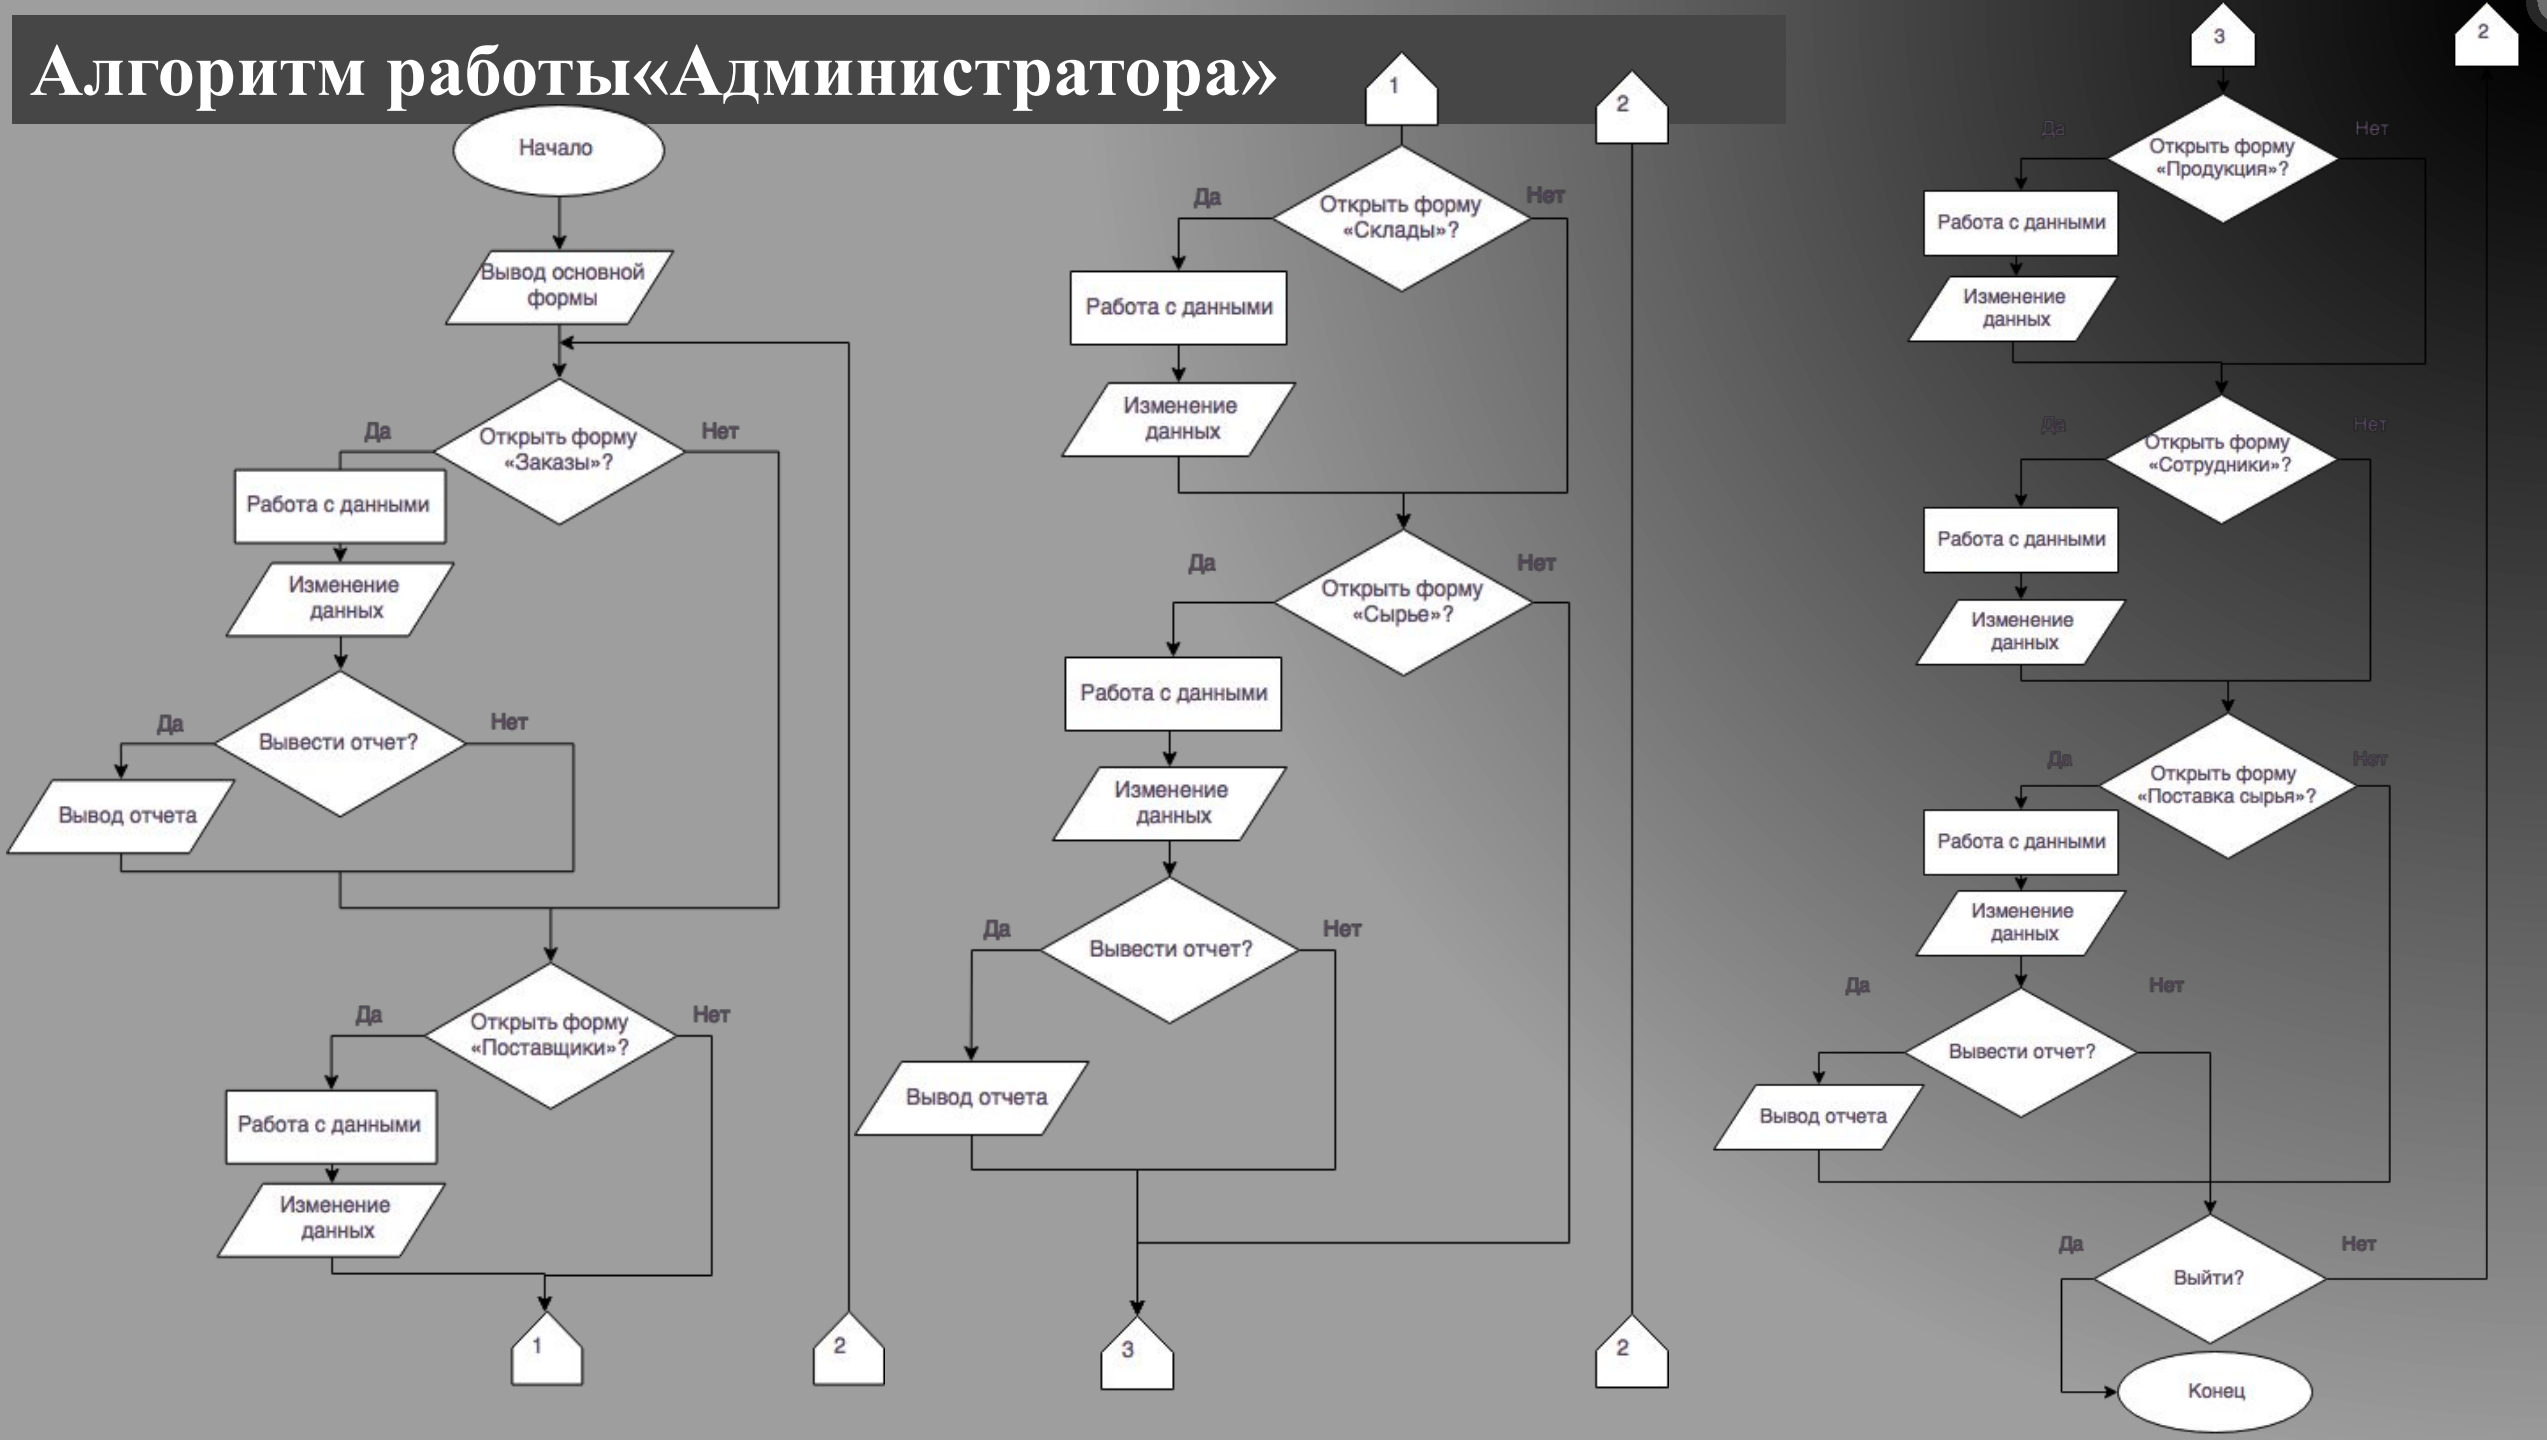 Алгоритм работы«Администратора»
Начало
Вывод основной
формы
Да
Открыть форму
«Заказы»?
Нет
Работа с данными
Изменение
данных
Да
Вывести отчет?
Нет
Вывод отчета
Да
Открыть форму
«Поставщики»?
Нет
Работа с данными
Изменение
данных
1
2
1
2
Да
Открыть форму
«Склады»?
Нет
Работа с данными
Изменение
данных
Да
Открыть форму
«Сырье»?
Нет
Работа с данными
Изменение
данных
Да
Вывести отчет?
Нет
Вывод отчета
3
2
3
2
Да
Открыть форму
«Продукция»?
Нет
Работа с данными
Изменение
данных
Да
Открыть форму
«Сотрудники»?
Нет
Работа с данными
Изменение
данных
Да
Открыть форму
«Поставка сырья»?
Нет
Работа с данными
Изменение
данных
Да
Вывести отчет?
Нет
Вывод отчета
Да
Выйти?
Нет
Конец